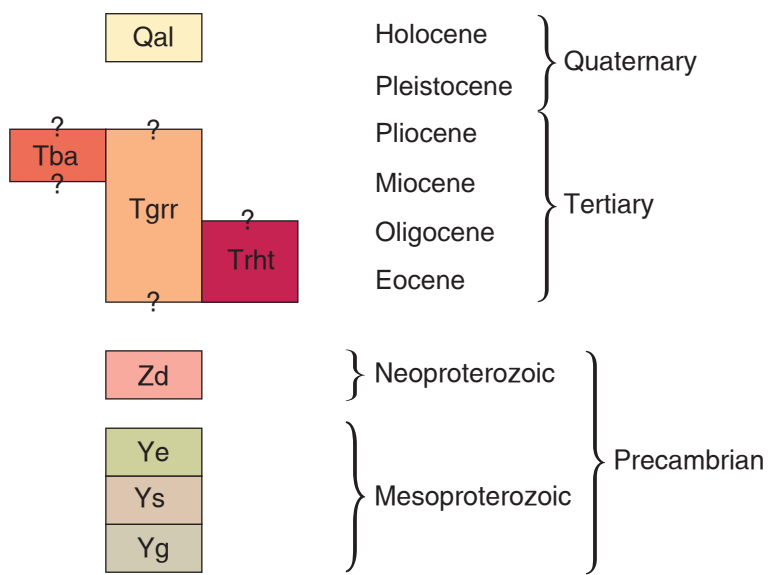 Qal
Holocene
Pleistocene
Quaternary
?
Tba
?
?
Tgrr
?
?
Trht
Pliocene
Miocene
Oligocene
Eocene
Tertiary
Zd
Neoproterozoic
Ye
Ys
Yg
Mesoproterozoic
Precambrian